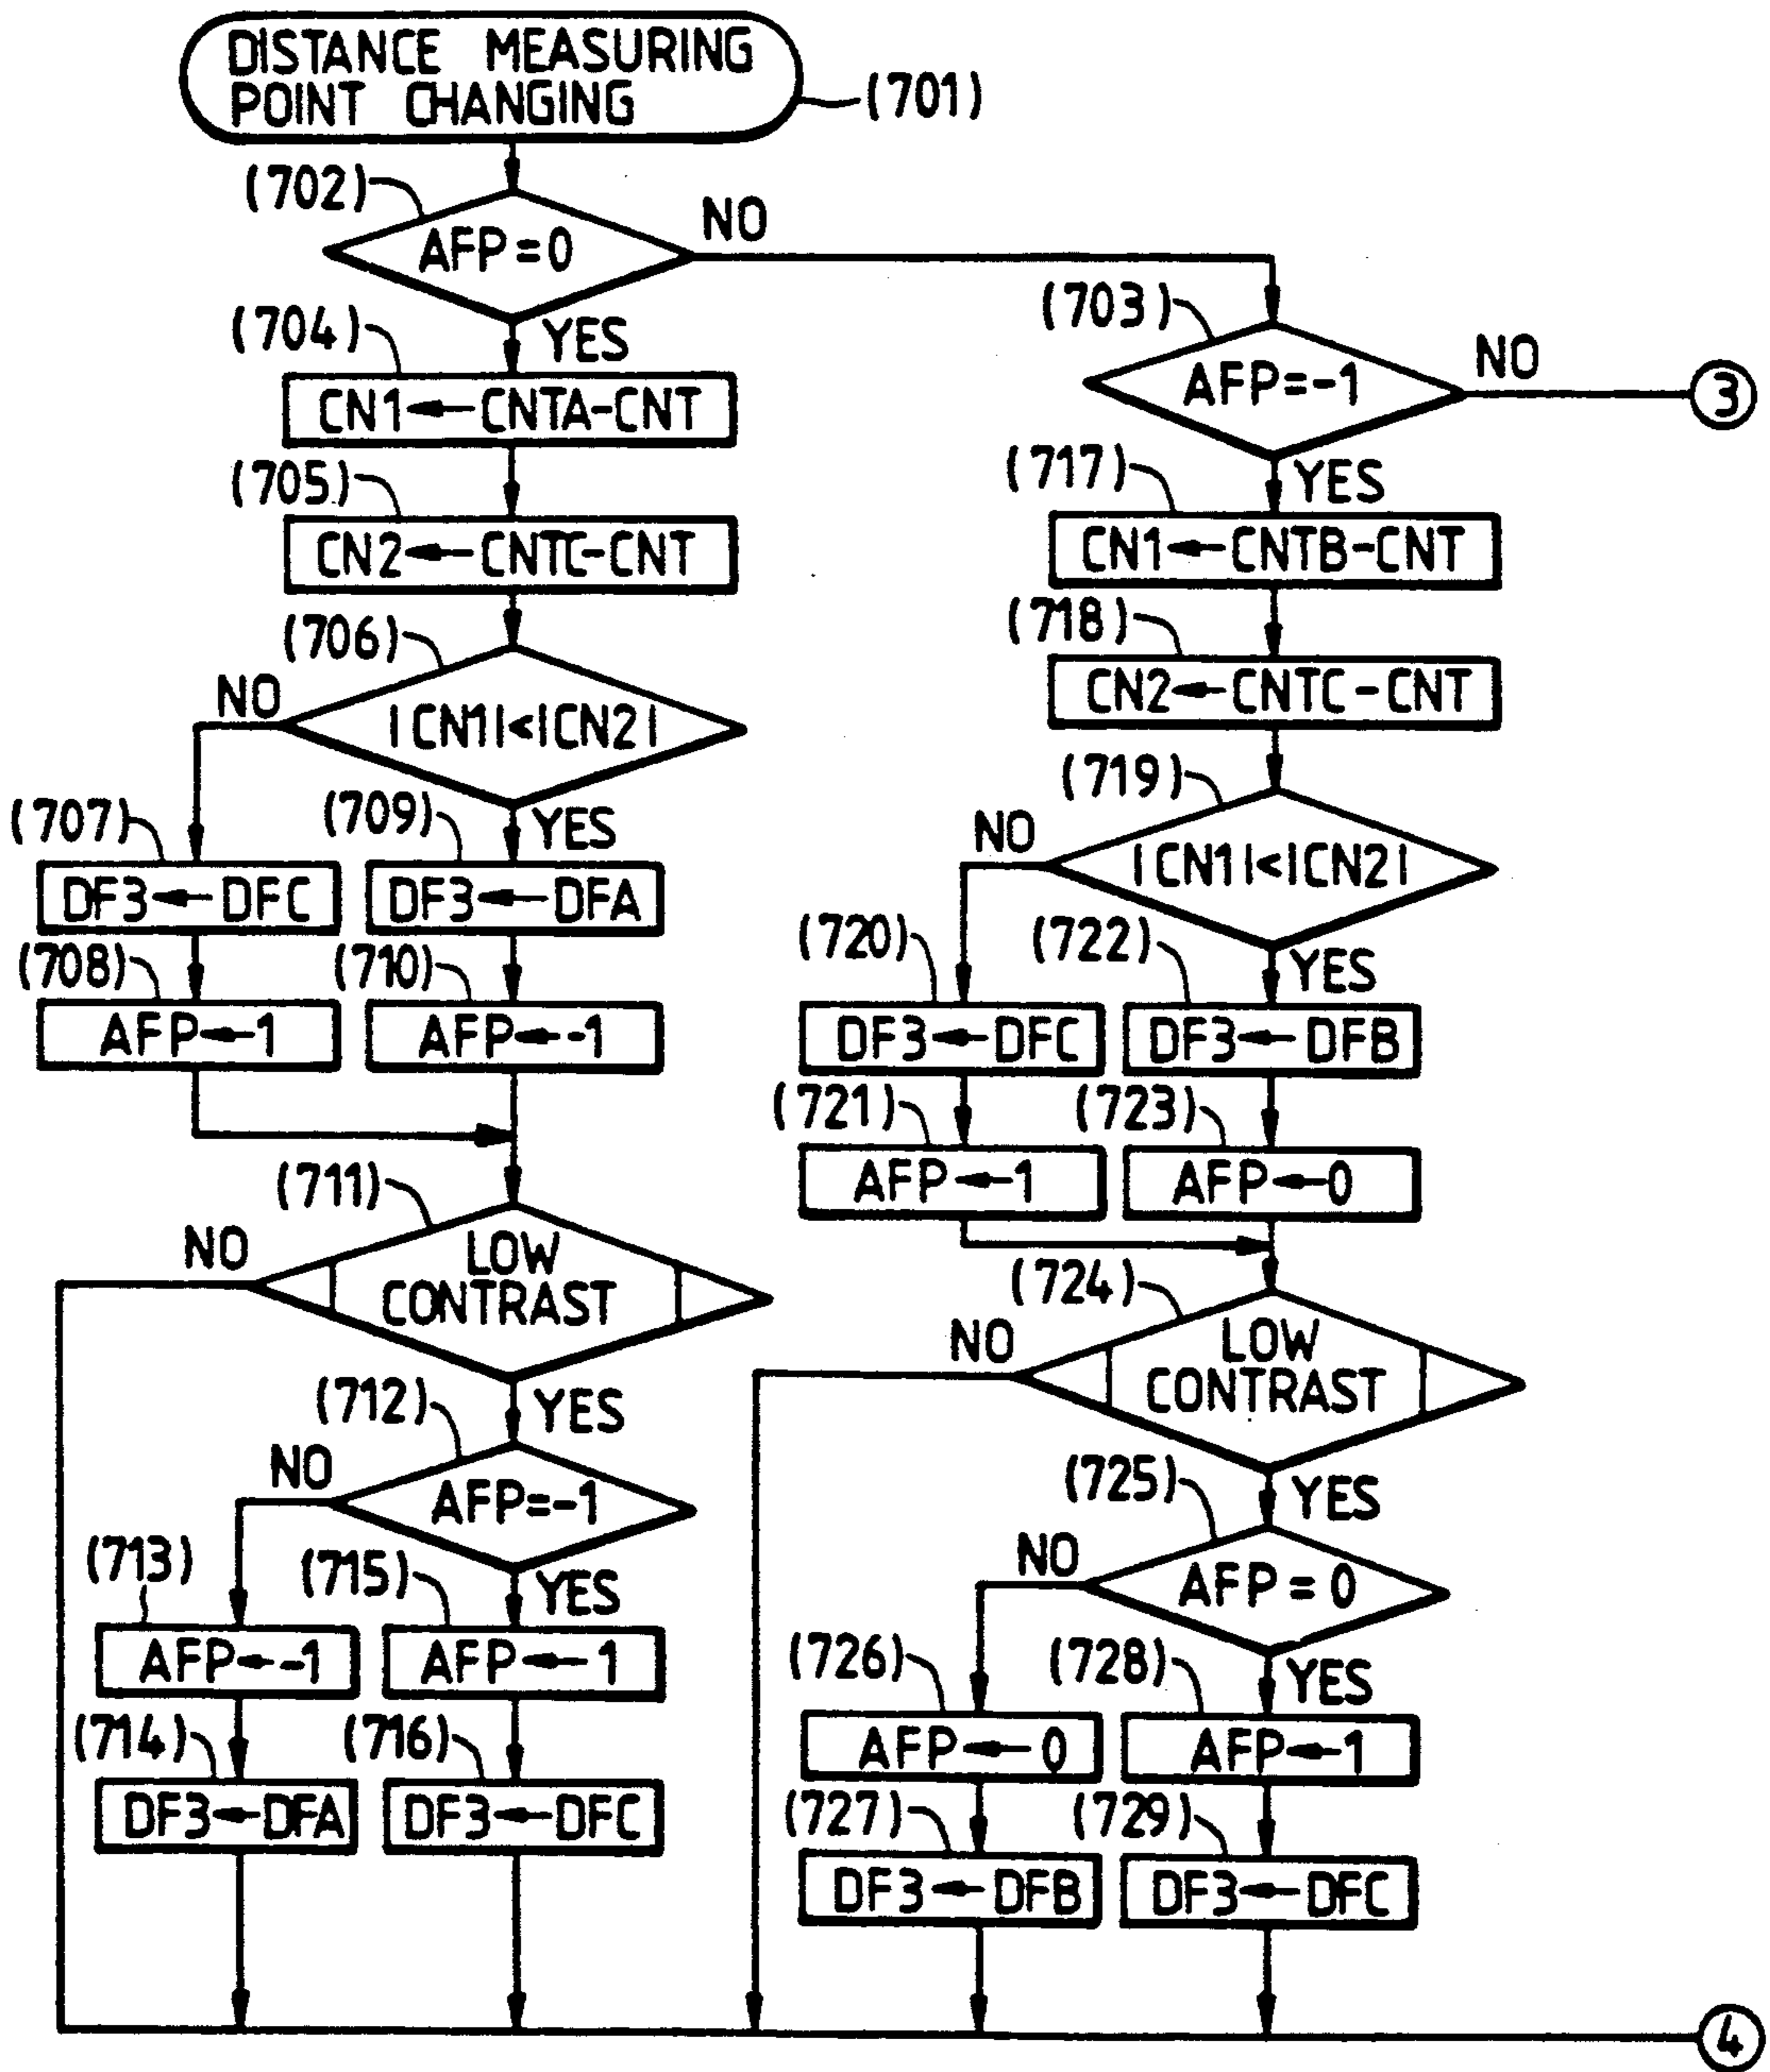 DISTANCE MEASURING
POINT CHANGING
(701)
(702)
AFP=0
NO
YES
(703)
AFP=-1
NO
3
YES
(704)
CN1←CNTA-CNT
(705)
CN2←CNTC-CNT
(706)
|CN1|<|CN2|
NO
YES
(707)
DF3←DFC
(709)
DF3←DFA
(708)
AFP←1
(710)
AFP←-1
(711)
LOW
CONTRAST
NO
YES
(712)
AFP=-1
NO
YES
(713)
AFP←-1
(715)
AFP←1
(714)
DF3←DFA
(716)
DF3←DFC
(717)
CN1←CNTB-CNT
(718)
CN2←CNTC-CNT
(719)
|CN1|<|CN2|
NO
YES
(720)
DF3←DFC
(722)
DF3←DFB
(721)
AFP←1
(723)
AFP←0
(724)
LOW
CONTRAST
NO
YES
(725)
AFP=0
NO
YES
(726)
AFP←0
(728)
AFP←1
(727)
DF3←DFB
(729)
DF3←DFC
4